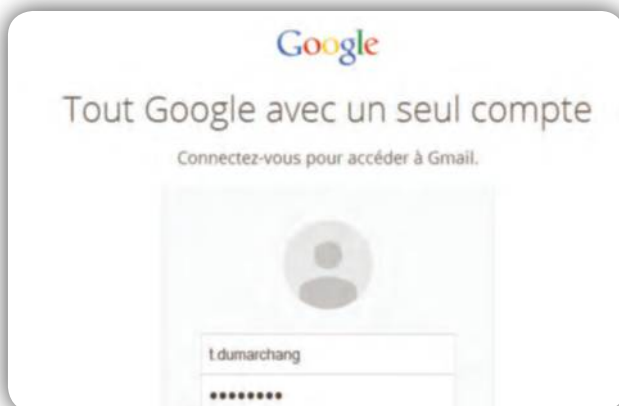 Google
Tout Google avec un seul compte
Connectez-vous pour accéder à Gmail.
t.dumarchang
••••••••